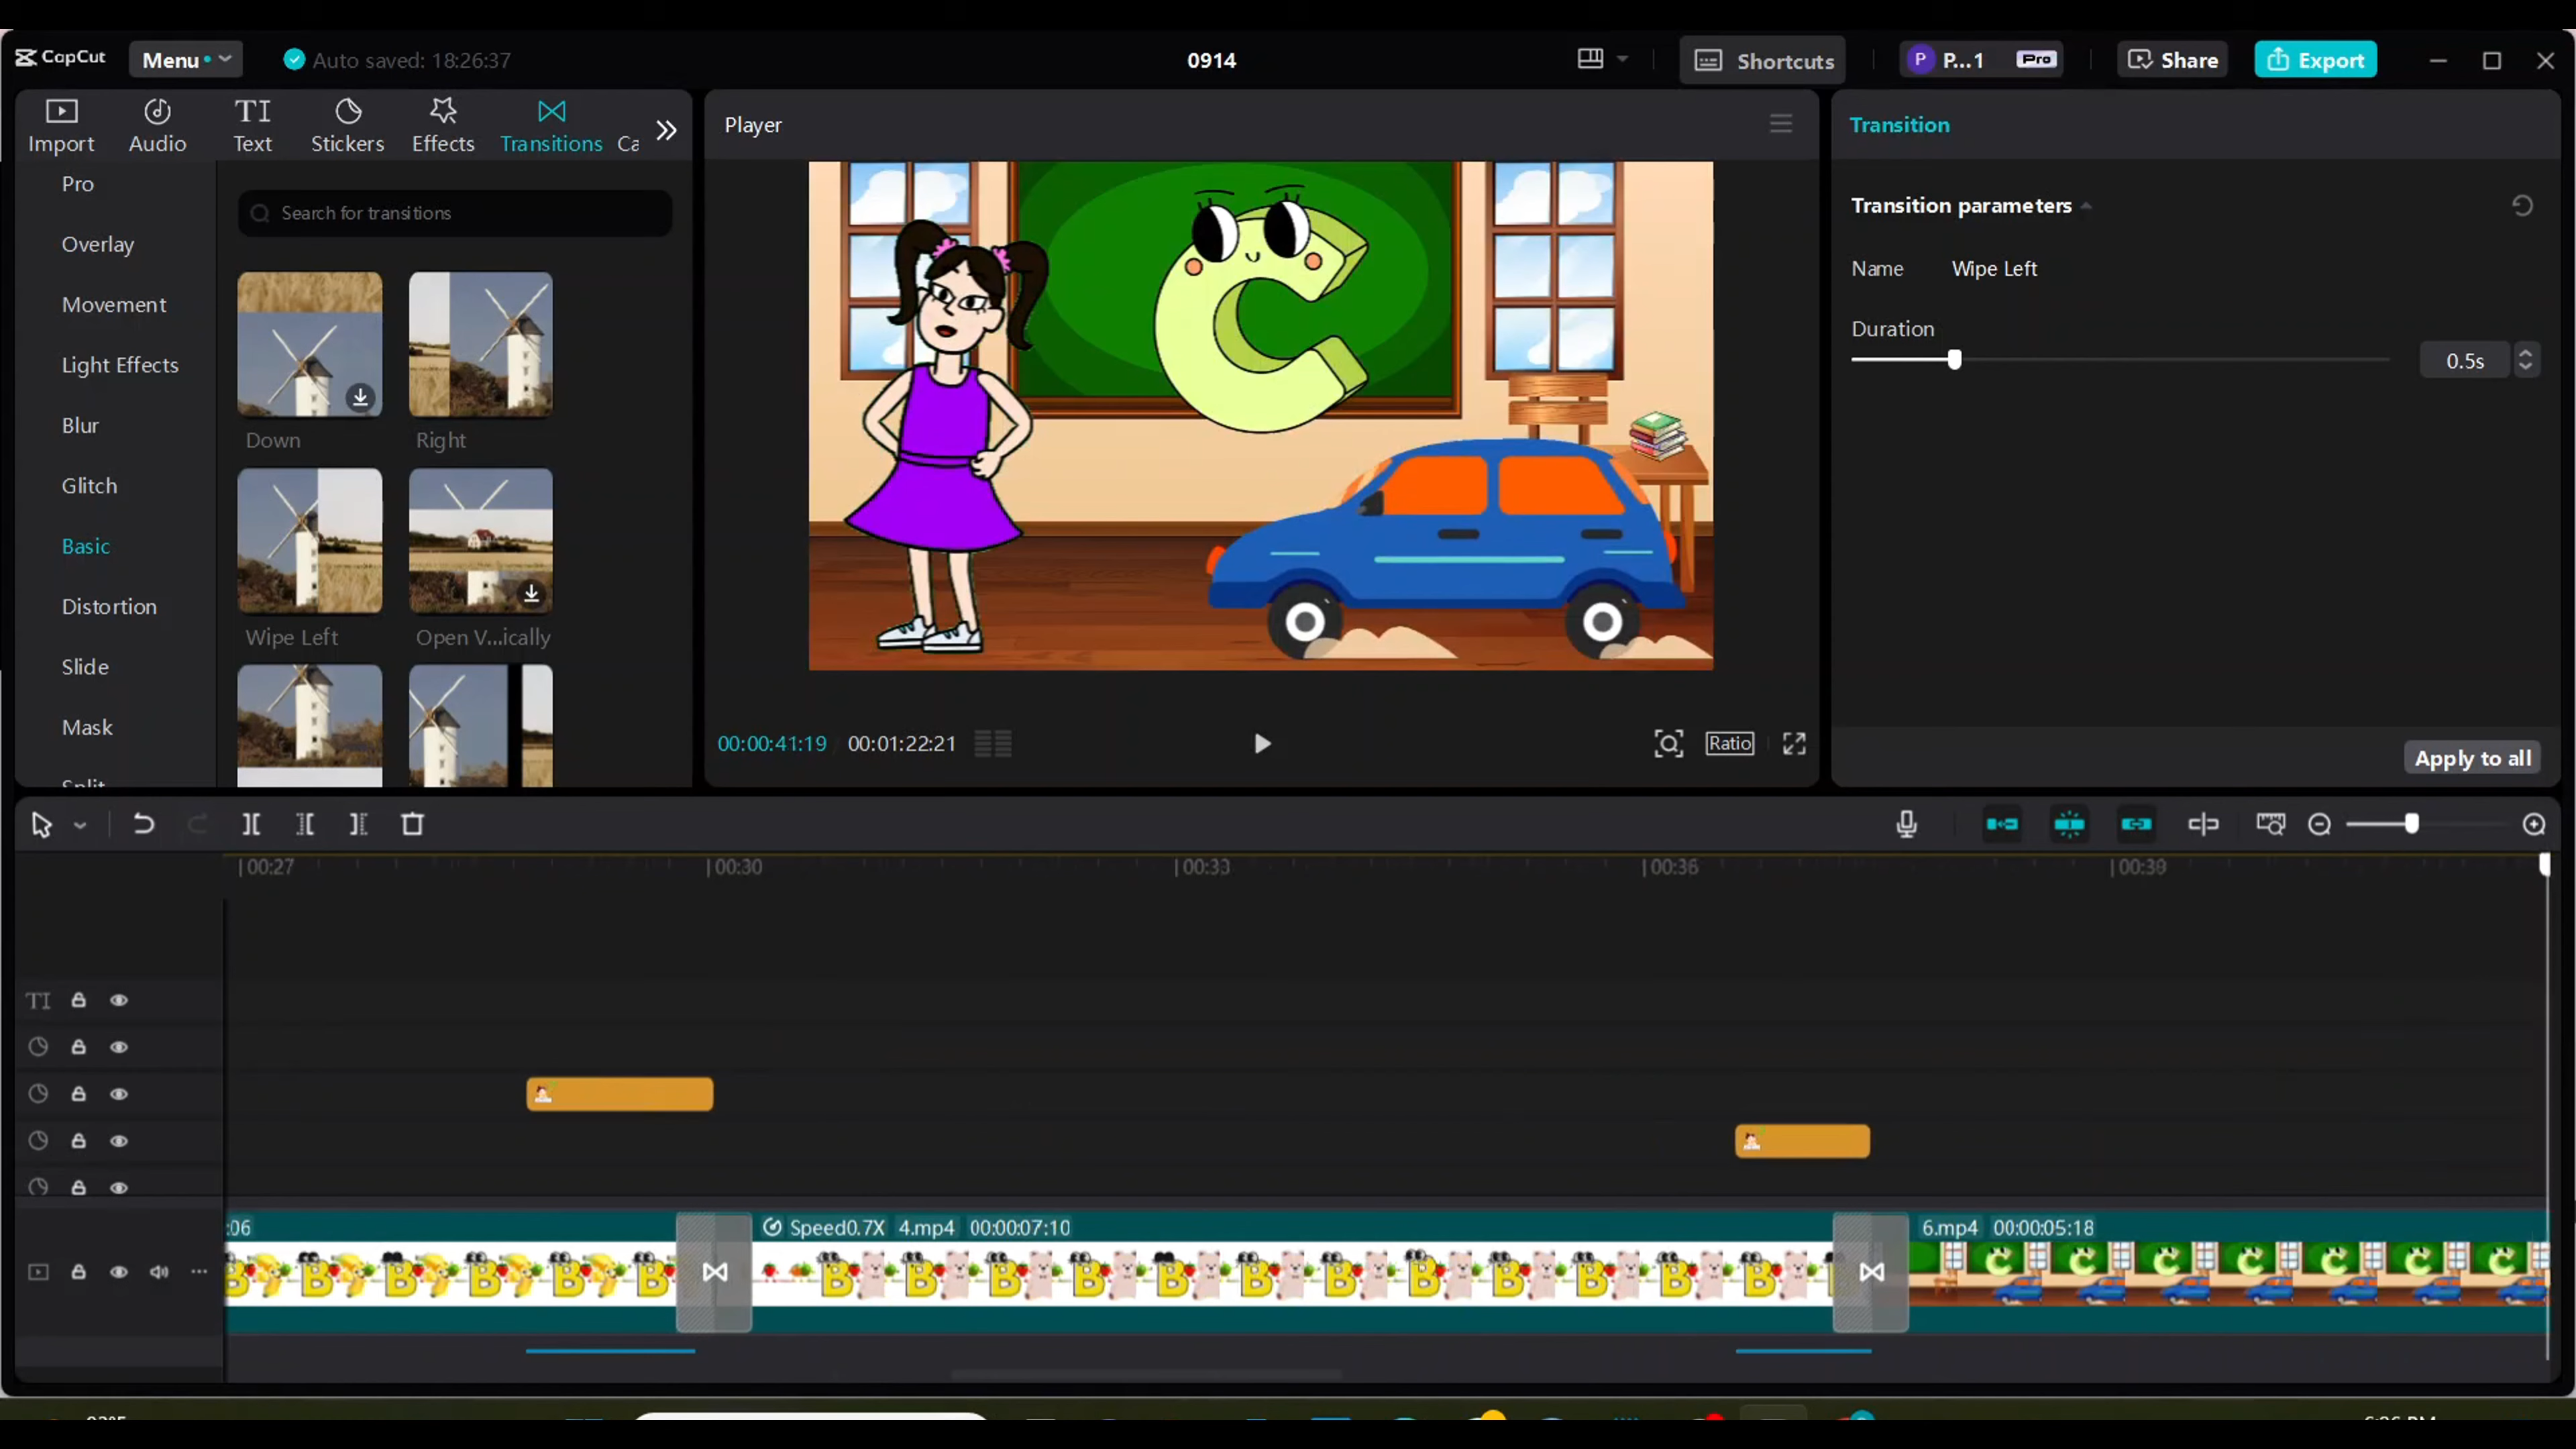 CapCut Menu Auto saved: 18:26:37 0914 Shortcuts P P...1 Pro Share Export
Import Audio Text Stickers Effects Transitions Ca
Pro
Overlay
Movement
Light Effects
Blur
Glitch
Basic
Distortion
Slide
Mask
Split
Search for transitions
Down Right
Wipe Left Open V...ically
Player
00:00:41:19 00:01:22:21 Ratio
Transition
Transition parameters
Name Wipe Left
Duration
0.5s
Apply to all
00:27 00:30 00:33 00:36 00:39
TI
:06 Speed0.7X 4.mp4 00:00:07:10 6.mp4 00:00:05:18